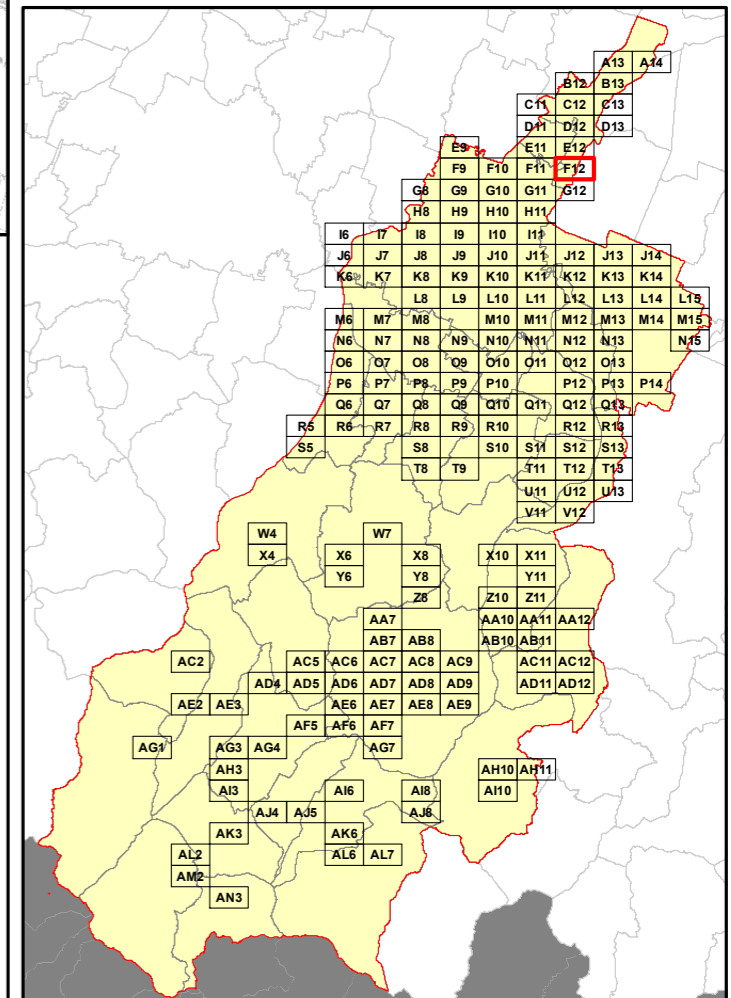 A13 A14
B12 B13
C11 C12 C13
D11 D12 D13
E9 E11 E12
F9 F10 F11 F12
G8 G9 G10 G11 G12
H8 H9 H10 H11
I6 I7 I8 I9 I10 I11
J6 J7 J8 J9 J10 J11 J12 J13 J14
K6 K7 K8 K9 K10 K11 K12 K13 K14
L8 L9 L10 L11 L12 L13 L14 L15
M6 M7 M8 M10 M11 M12 M13 M14 M15
N6 N7 N8 N9 N10 N11 N12 N13 N15
O6 O7 O8 O9 O10 O11 O12 O13
P6 P7 P8 P9 P10 P12 P13 P14
Q6 Q7 Q8 Q9 Q10 Q11 Q12 Q13
R5 R6 R7 R8 R9 R10 R12 R13
S5 S8 S10 S11 S12 S13
T8 T9 T11 T12 T13
U11 U12 U13
V11 V12
W4 W7
X4 X6 X8 X10 X11
Y6 Y8 Y11
Z8 Z10 Z11
AA7 AA10 AA11 AA12
AB7 AB8 AB10 AB11
AC2 AC5 AC6 AC7 AC8 AC9 AC11 AC12
AD4 AD5 AD6 AD7 AD8 AD9 AD11 AD12
AE2 AE3 AE6 AE7 AE8 AE9
AF5 AF6 AF7
AG1 AG3 AG4 AG7
AH3 AH10 AH11
AI3 AI6 AI8 AI10
AJ4 AJ5 AJ8
AK3 AK6
AL2 AL6 AL7
AM2
AN3